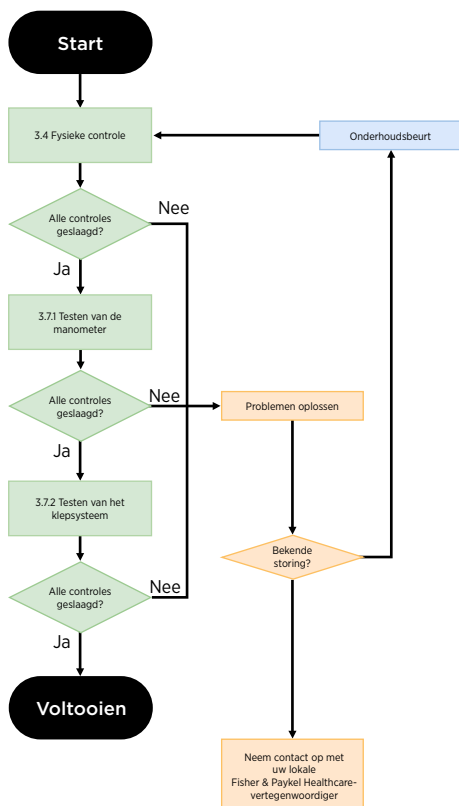 Start
3.4 Fysieke controle
Onderhoudsbeurt
Nee
Alle controles
geslaagd?
Ja
3.7.1 Testen van de
manometer
Nee
Alle controles
geslaagd?
Problemen oplossen
Ja
3.7.2 Testen van het
klepsysteem
Bekende
storing?
Nee
Alle controles
geslaagd?
Ja
Voltooien
Neem contact op met
uw lokale
Fisher & Paykel Healthcare-
vertegenwoordiger